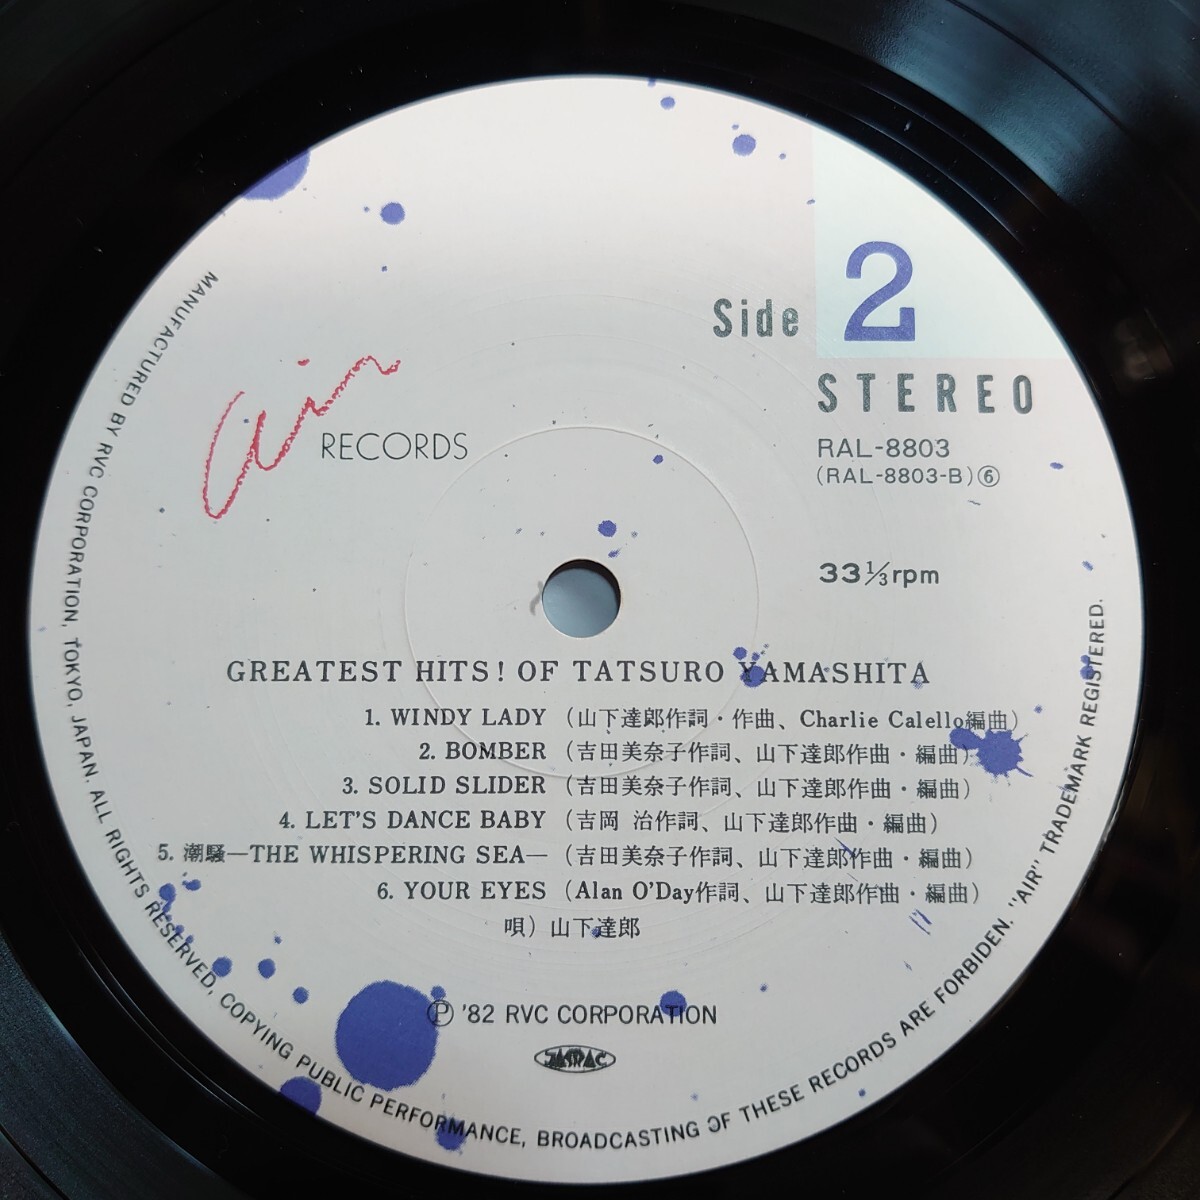 Side 2
STEREO
air RECORDS
RAL-8803
(RAL-8803-B)⑥
33 1/3 rpm
GREATEST HITS! OF TATSURO YAMASHITA
1. WINDY LADY (山下達郎作詞・作曲、Charlie Calello編曲)
2. BOMBER (吉田美奈子作詞、山下達郎作曲・編曲)
3. SOLID SLIDER (吉田美奈子作詞、山下達郎作曲・編曲)
4. LET'S DANCE BABY (吉岡 治作詞、山下達郎作曲・編曲)
5. 潮騒—THE WHISPERING SEA— (吉田美奈子作詞、山下達郎作曲・編曲)
6. YOUR EYES (Alan O'Day作詞、山下達郎作曲・編曲)
唄) 山下達郎
Ⓟ '82 RVC CORPORATION
JASRAC
MANUFACTURED BY RVC CORPORATION, TOKYO, JAPAN. ALL RIGHTS RESERVED, COPYING PUBLIC PERFORMANCE, BROADCASTING OF THESE RECORDS ARE FORBIDEN. "AIR" TRADEMARK REGISTERED.